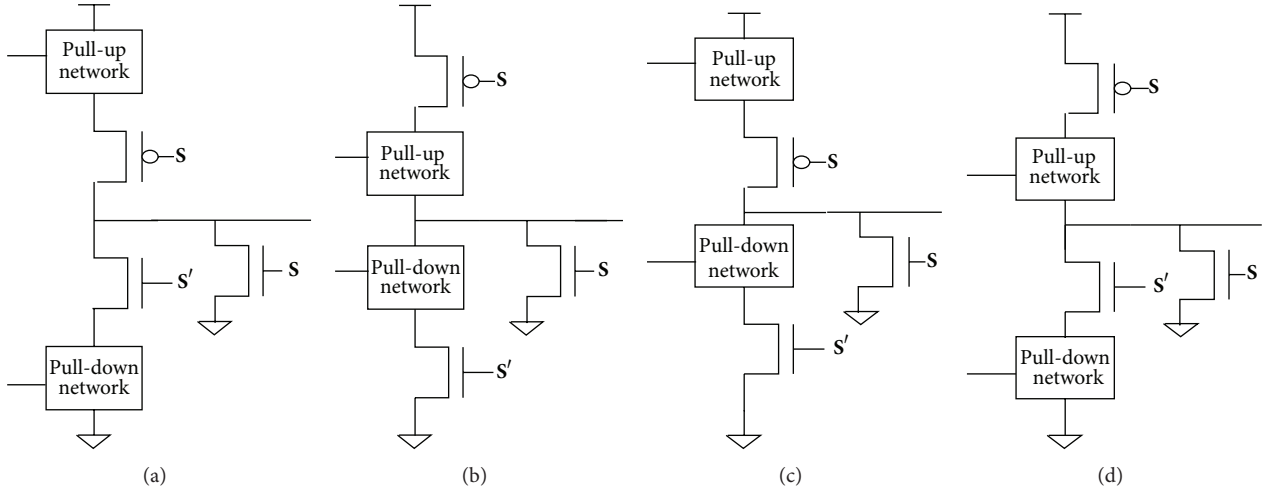 Pull-up
network
S
S′
S
Pull-down
network
(a)
S
Pull-up
network
Pull-down
network
S
S′
(b)
Pull-up
network
S
Pull-down
network
S
S′
(c)
S
Pull-up
network
S′
S
Pull-down
network
(d)